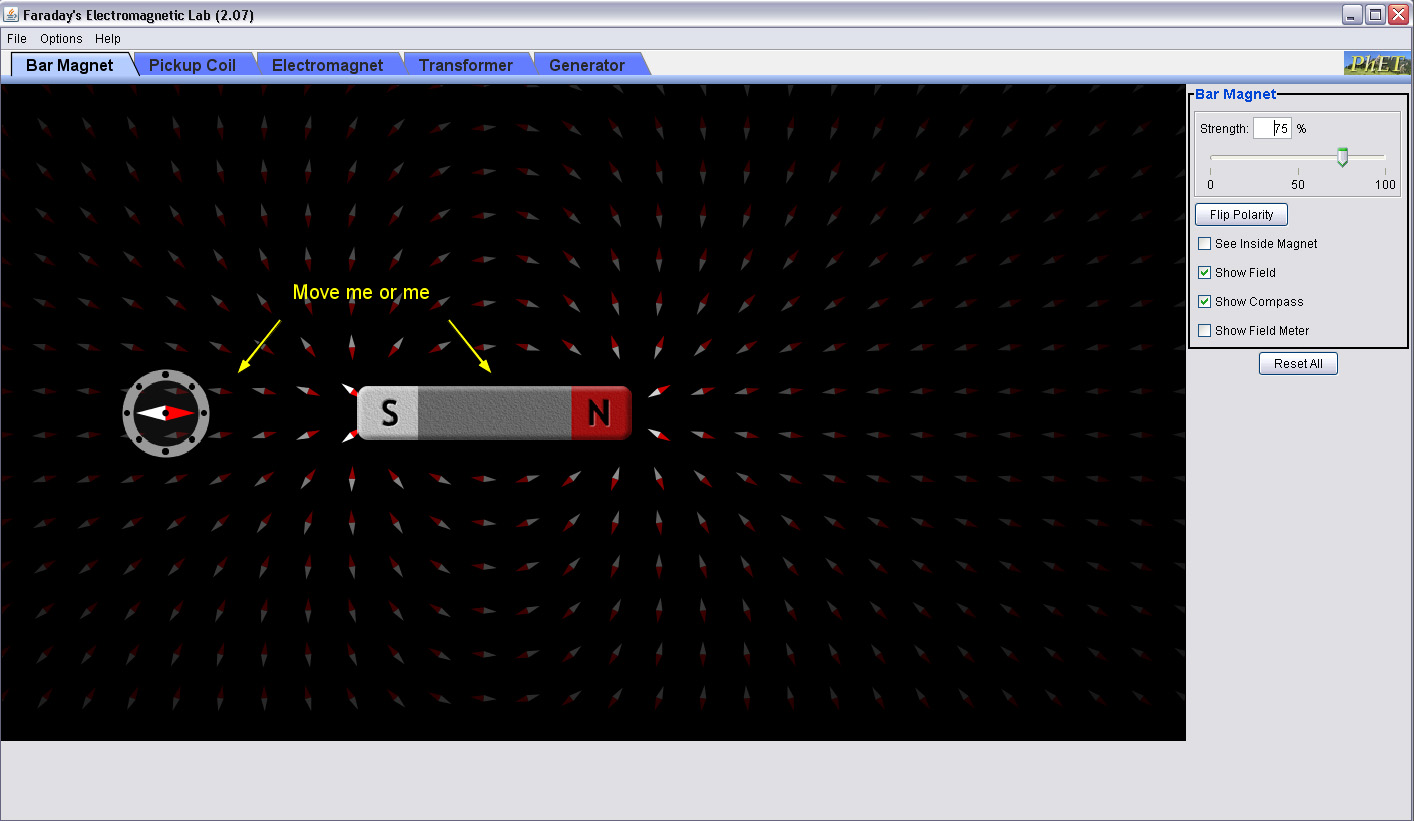 Faraday's Electromagnetic Lab (2.07)
File Options Help
Bar Magnet Pickup Coil Electromagnet Transformer Generator
PhET
Bar Magnet
Strength: 75 %
0 50 100
Flip Polarity
See Inside Magnet
Show Field
Show Compass
Show Field Meter
Reset All
Move me or me
S N